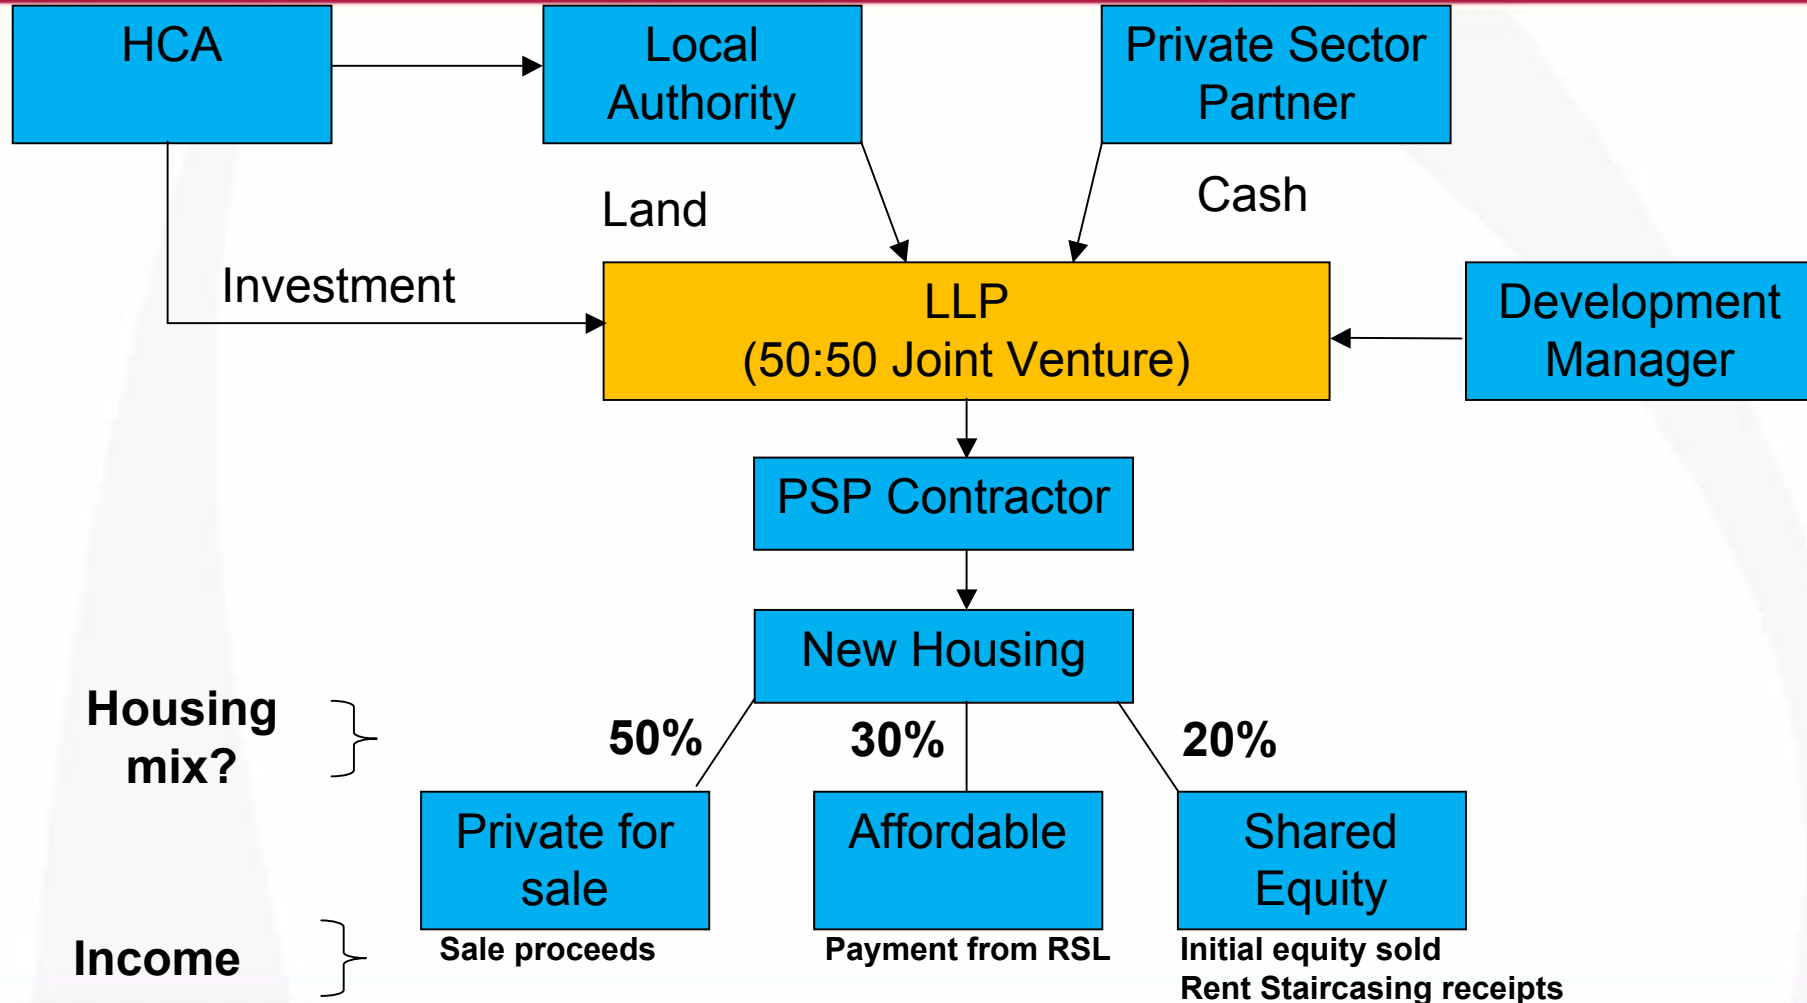 HCA
Local
Authority
Private Sector
Partner
Land
Cash
Investment
LLP
(50:50 Joint Venture)
Development
Manager
PSP Contractor
New Housing
Housing
mix?
50%
30%
20%
Private for
sale
Affordable
Shared
Equity
Income
Sale proceeds
Payment from RSL
Initial equity sold
Rent Staircasing receipts